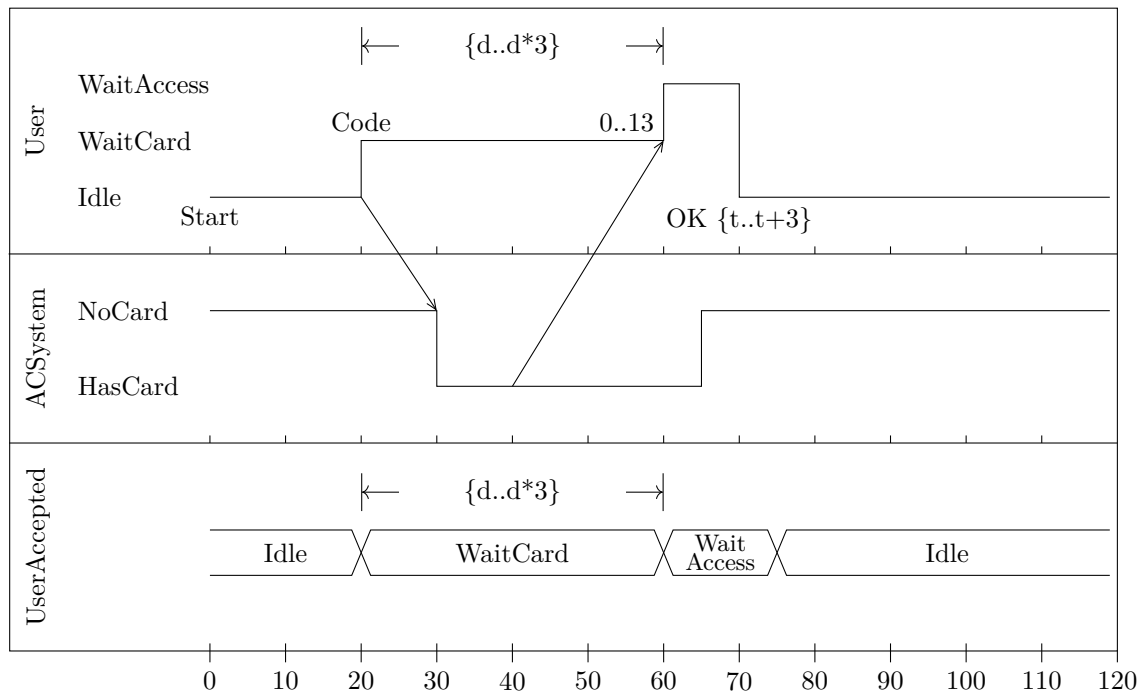 {d..d*3}
WaitAccess
Code
0..13
WaitCard
User
Idle
Start
OK {t..t+3}
NoCard
ACSystem
HasCard
{d..d*3}
UserAccepted
Idle
WaitCard
Wait
Access
Idle
0 10 20 30 40 50 60 70 80 90 100 110 120